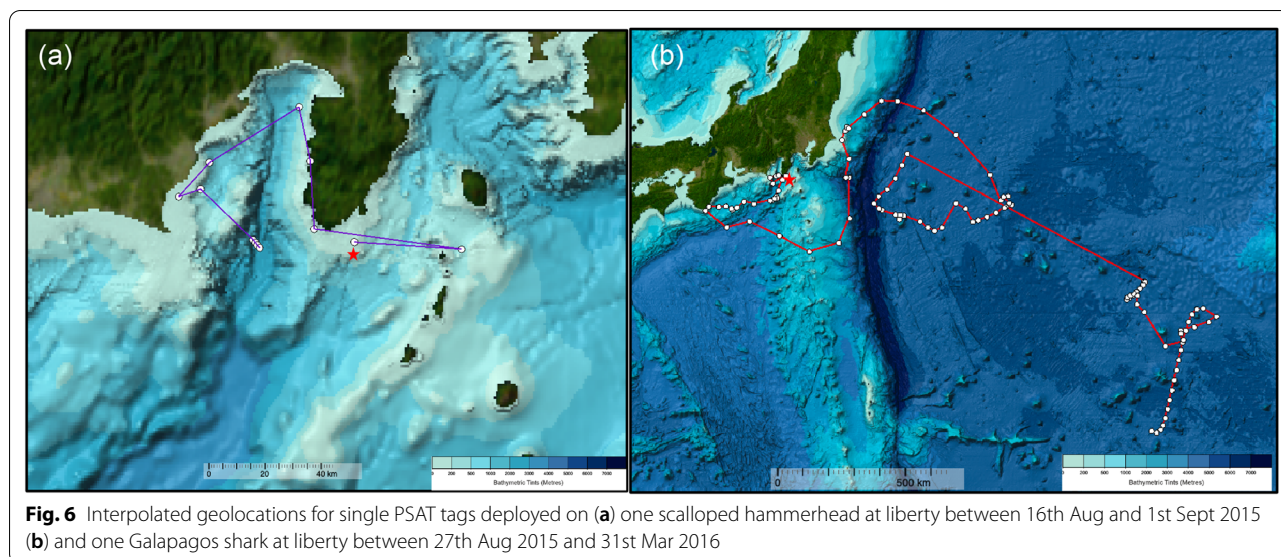 (a)
(b)
0 20 40 km
0 200 500 1000 2000 3000 4000 5000 6000 7000
Bathymetric Tints (Metres)
0 500 km
0 200 500 1000 2000 3000 4000 5000 6000 7000
Bathymetric Tints (Metres)
Fig. 6 Interpolated geolocations for single PSAT tags deployed on (a) one scalloped hammerhead at liberty between 16th Aug and 1st Sept 2015
(b) and one Galapagos shark at liberty between 27th Aug 2015 and 31st Mar 2016